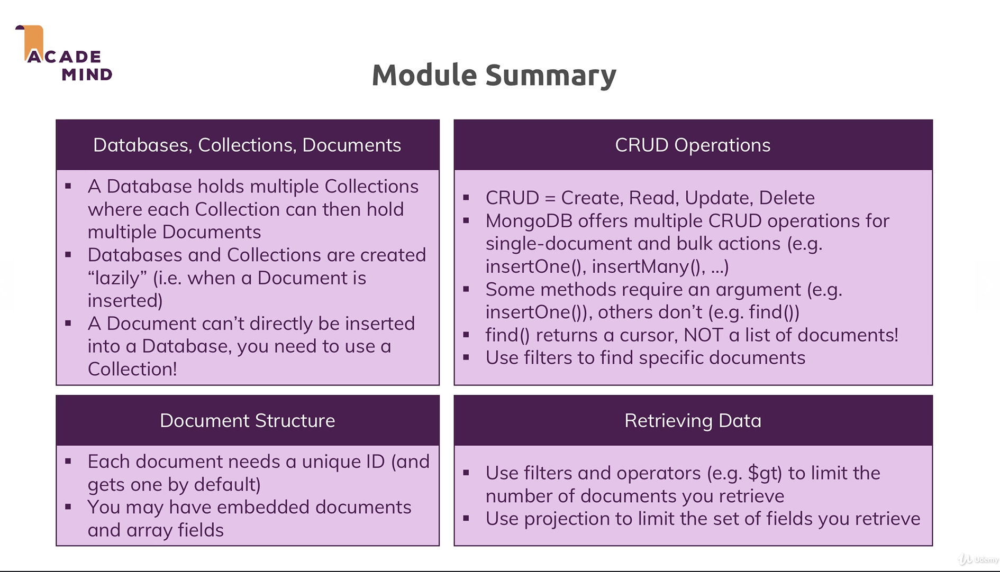 ACADE
MIND
Module Summary
Databases, Collections, Documents
▪ A Database holds multiple Collections
where each Collection can then hold
multiple Documents
▪ Databases and Collections are created
“lazily” (i.e. when a Document is
inserted)
▪ A Document can’t directly be inserted
into a Database, you need to use a
Collection!
CRUD Operations
▪ CRUD = Create, Read, Update, Delete
▪ MongoDB offers multiple CRUD operations for
single-document and bulk actions (e.g.
insertOne(), insertMany(), ...)
▪ Some methods require an argument (e.g.
insertOne()), others don’t (e.g. find())
▪ find() returns a cursor, NOT a list of documents!
▪ Use filters to find specific documents
Document Structure
▪ Each document needs a unique ID (and
gets one by default)
▪ You may have embedded documents
and array fields
Retrieving Data
▪ Use filters and operators (e.g. $gt) to limit the
number of documents you retrieve
▪ Use projection to limit the set of fields you retrieve
Udemy